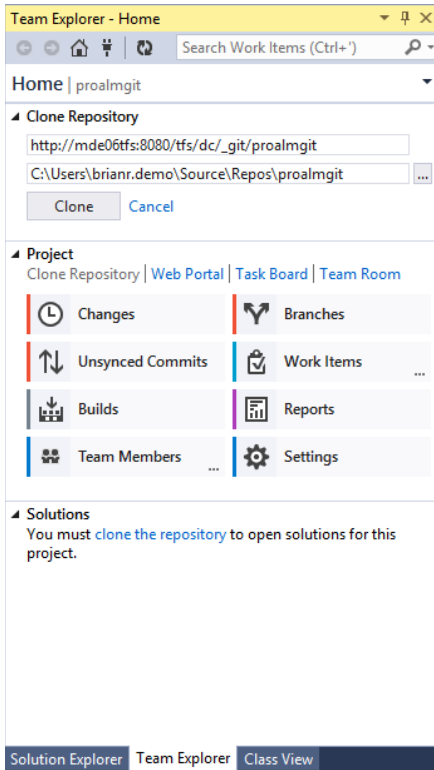 Team Explorer - Home
Search Work Items (Ctrl+')
Home | proalmgit
Clone Repository
http://mde06tfs:8080/tfs/dc/_git/proalmgit
C:\Users\brianr.demo\Source\Repos\proalmgit
...
Clone Cancel
Project
Clone Repository | Web Portal | Task Board | Team Room
Changes Branches
Unsynced Commits Work Items ...
Builds Reports
Team Members ... Settings
Solutions
You must clone the repository to open solutions for this
project.
Solution Explorer Team Explorer Class View